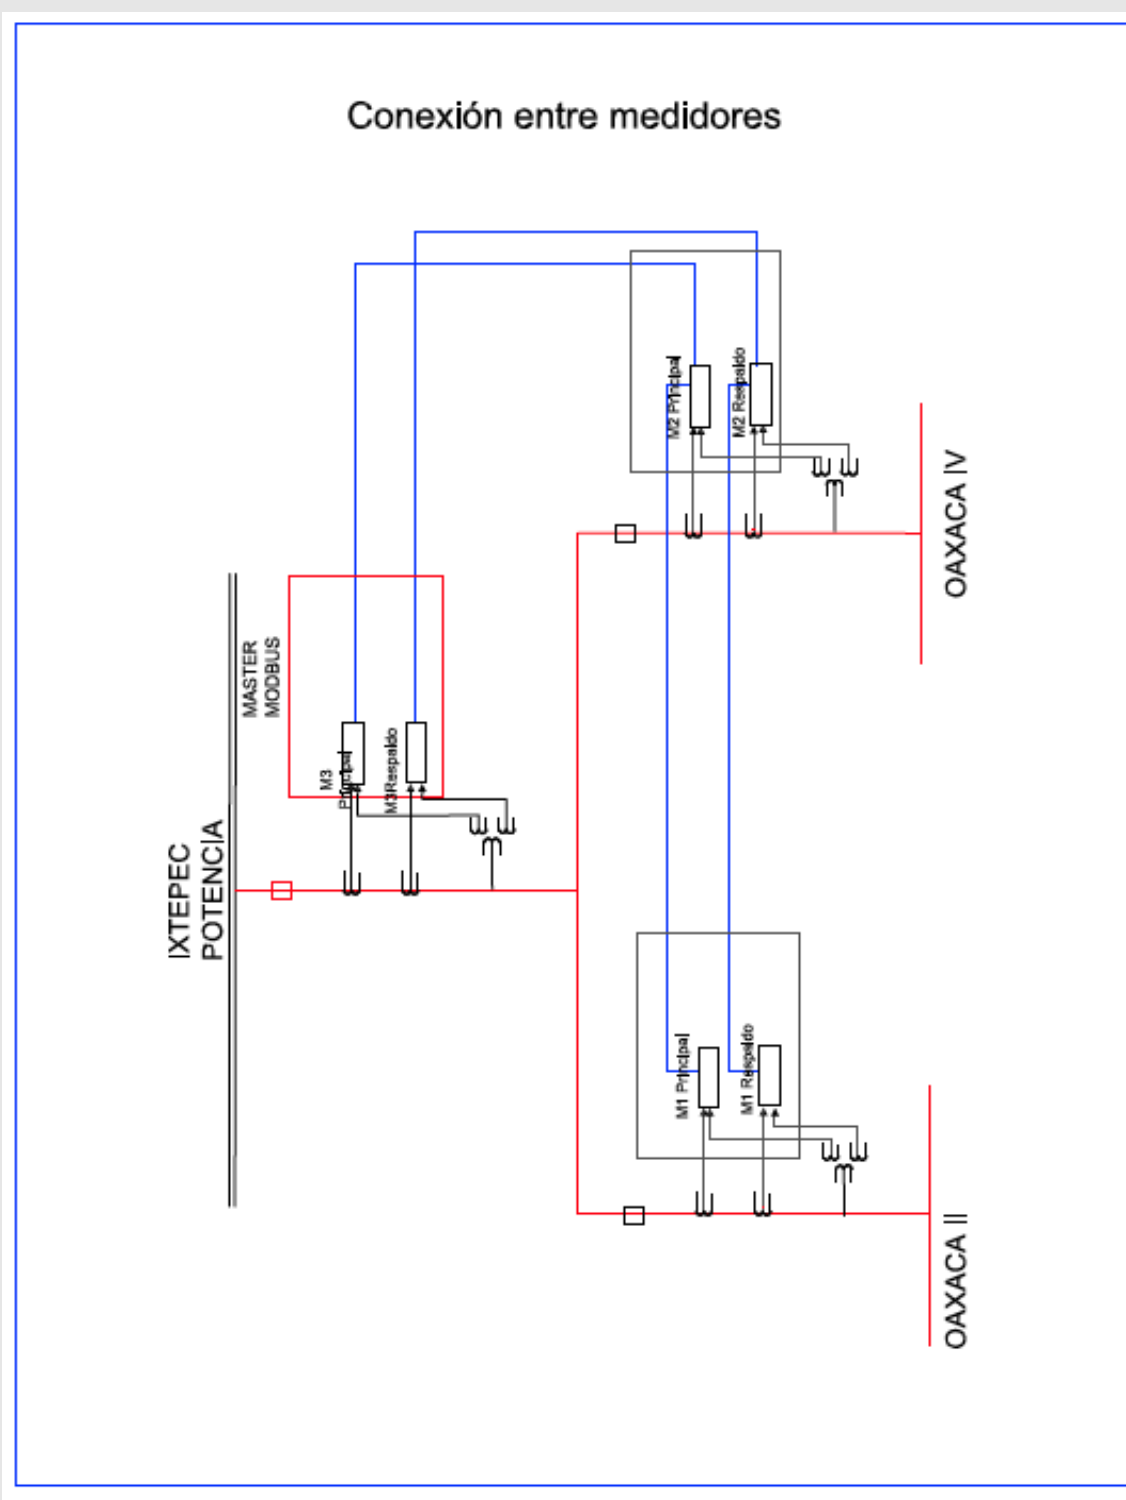 Conexión entre medidores
M2 Principal
M2 Respaldo
OAXACA IV
MASTER
MODBUS
M3
Principal
M3Respaldo
IXTEPEC
POTENCIA
M1 Principal
M1 Respaldo
OAXACA II